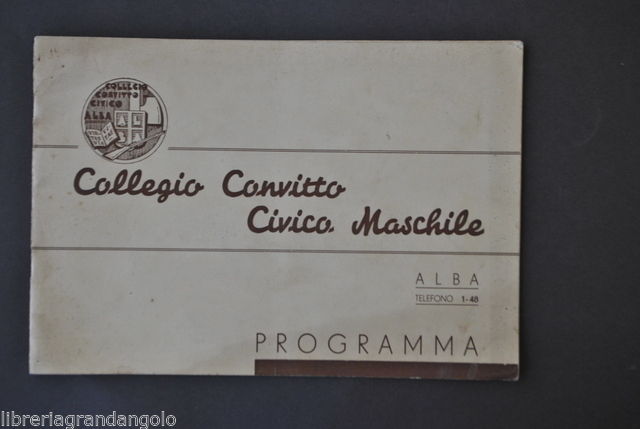 COLLEGIO
CONVITTO
CIVICO
ALBA
Collegio Convitto
Civico Maschile
ALBA
TELEFONO 1-48
PROGRAMMA
libreriagrandangolo